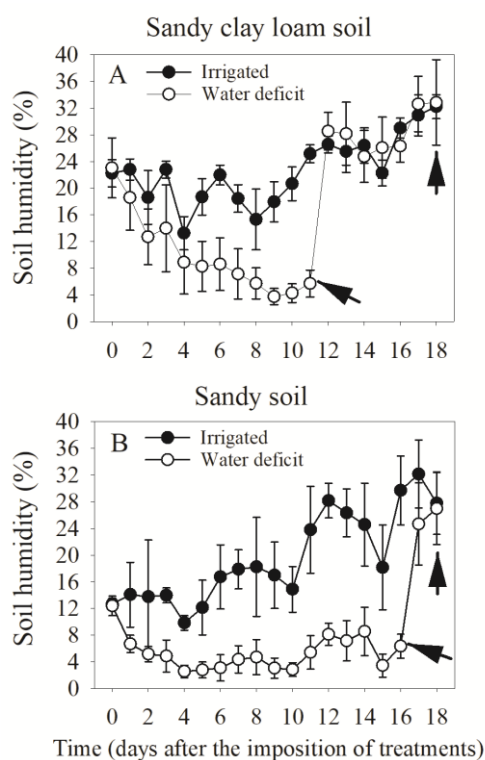 Sandy clay loam soil
A
Irrigated
Water deficit
Soil humidity (%)
40
36
32
28
24
20
16
12
8
4
0
0 2 4 6 8 10 12 14 16 18
Sandy soil
B
Irrigated
Water deficit
Soil humidity (%)
40
36
32
28
24
20
16
12
8
4
0
0 2 4 6 8 10 12 14 16 18
Time (days after the imposition of treatments)